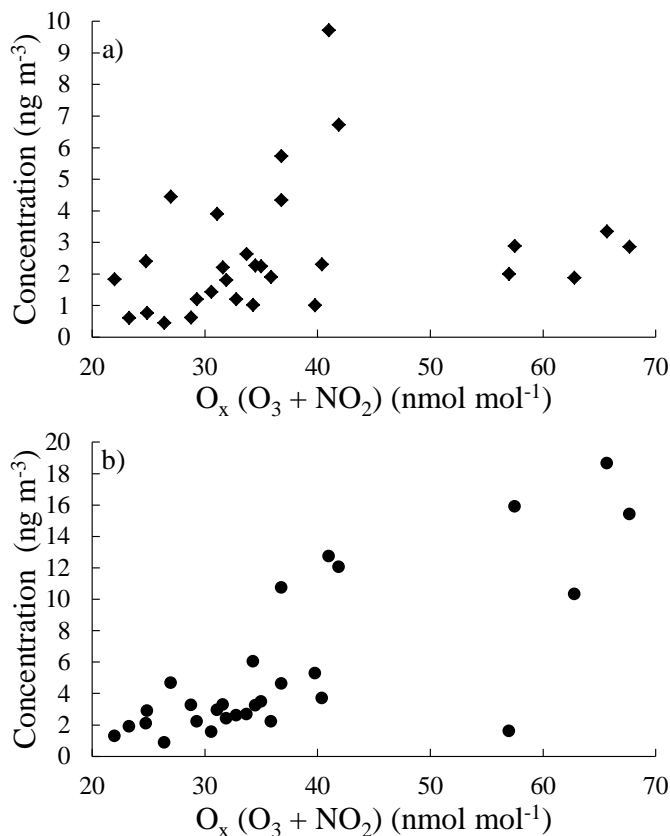 a)
Concentration (ng m-3)
10
9
8
7
6
5
4
3
2
1
0
20 30 40 50 60 70
Ox (O3 + NO2) (nmol mol-1)
b)
Concentration (ng m-3)
20
18
16
14
12
10
8
6
4
2
0
20 30 40 50 60 70
Ox (O3 + NO2) (nmol mol-1)